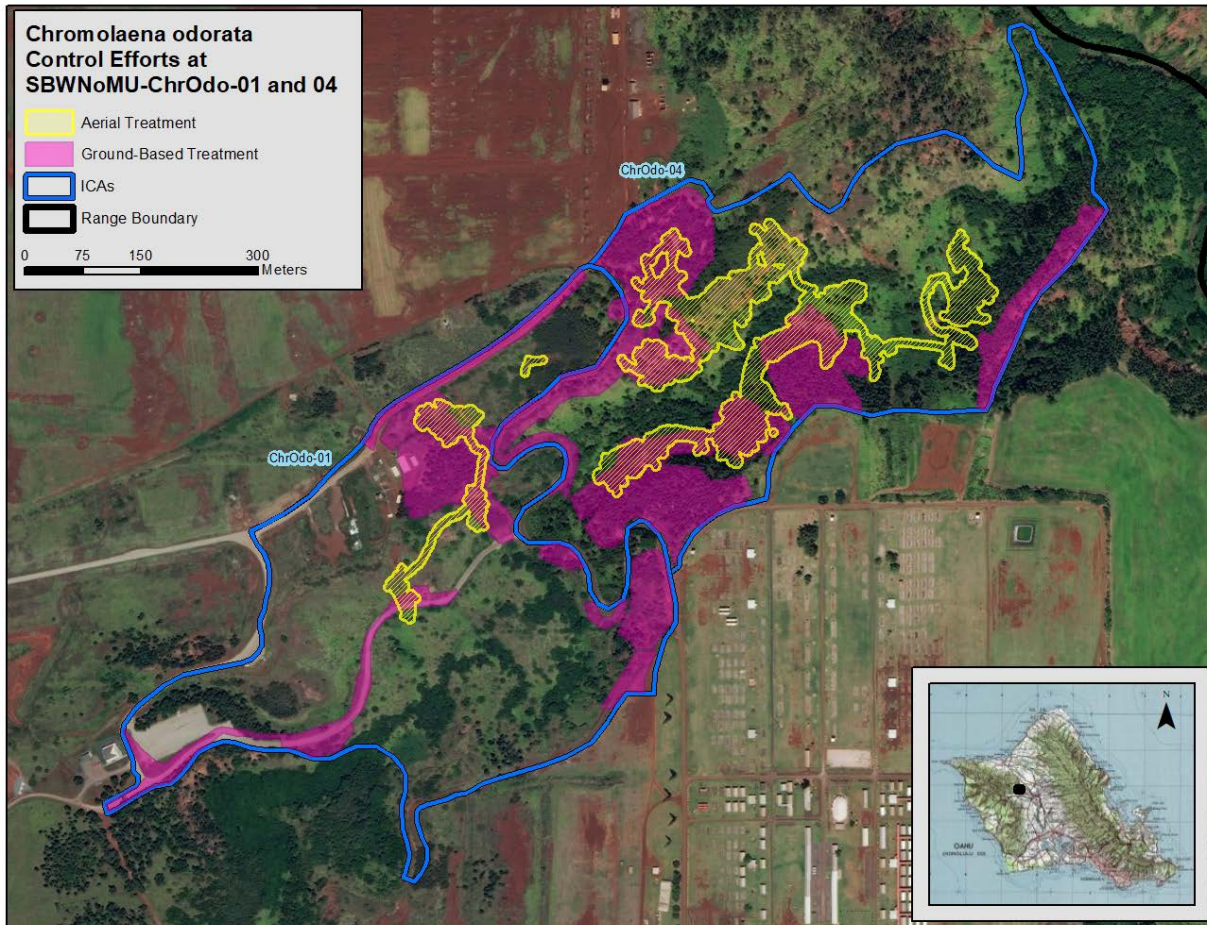 Chromolaena odorata
Control Efforts at
SBWNoMU-ChrOdo-01 and 04
Aerial Treatment
Ground-Based Treatment
ICAs
Range Boundary
0 75 150 300
Meters
ChrOdo-04
ChrOdo-01
N
OAHU